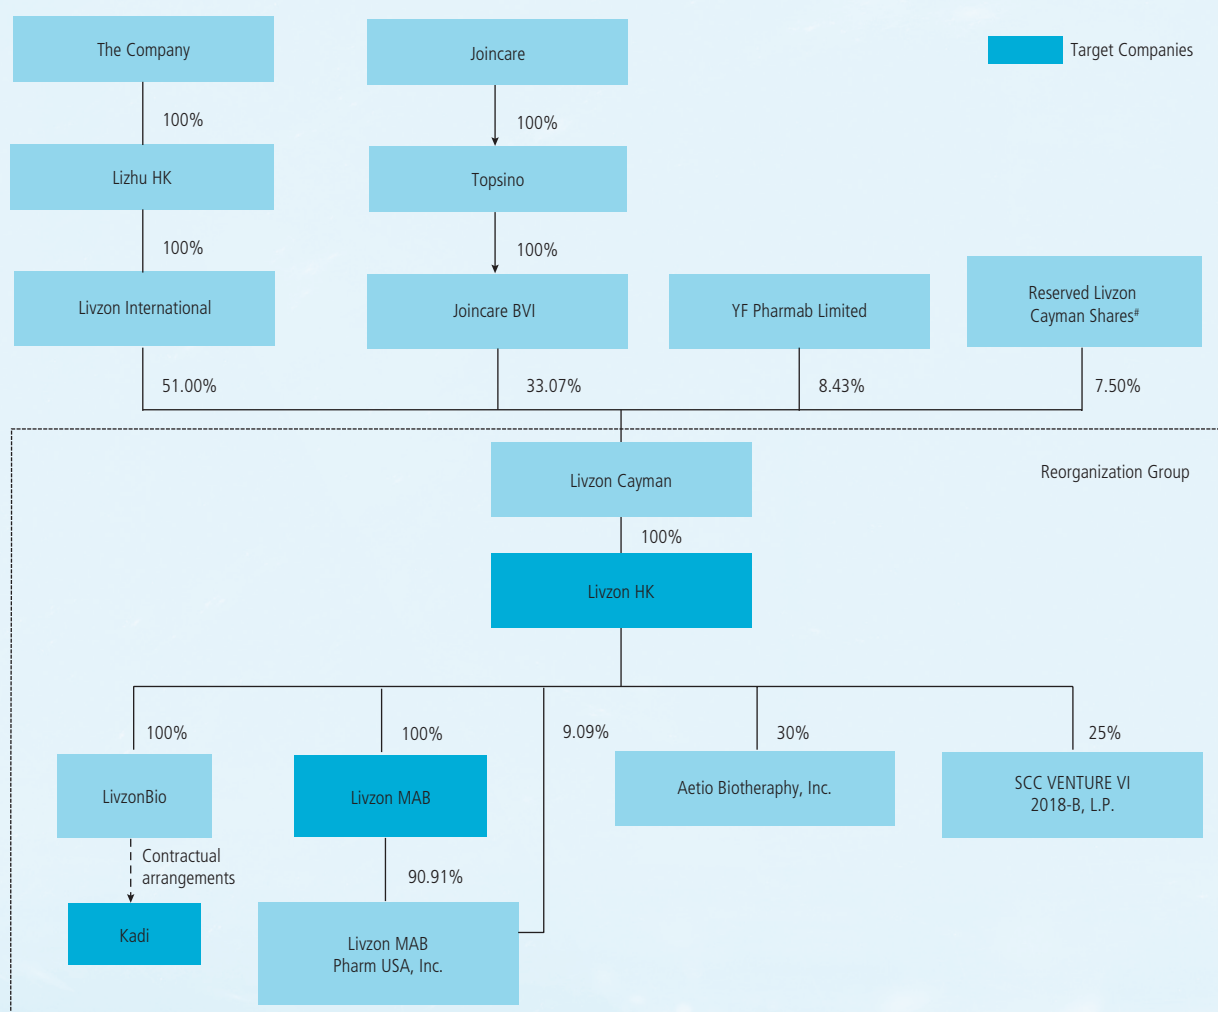 The Company
Joincare
Target Companies
100%
100%
Lizhu HK
Topsino
100%
100%
Livzon International
Joincare BVI
YF Pharmab Limited
Reserved Livzon
Cayman Shares#
51.00%
33.07%
8.43%
7.50%
Reorganization Group
Livzon Cayman
100%
Livzon HK
100%
100%
9.09%
30%
25%
LivzonBio
Livzon MAB
Aetio Biotheraphy, Inc.
SCC VENTURE VI
2018-B, L.P.
Contractual
arrangements
90.91%
Kadi
Livzon MAB
Pharm USA, Inc.